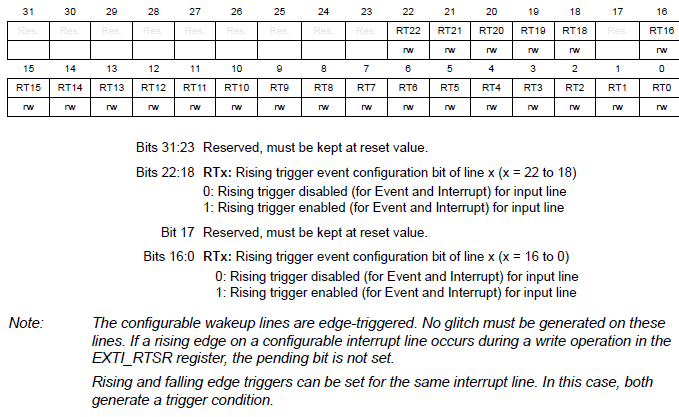 31 30 29 28 27 26 25 24 23 22 21 20 19 18 17 16
Res. Res. Res. Res. Res. Res. Res. Res. Res. RT22 RT21 RT20 RT19 RT18 Res. RT16
rw rw rw rw rw rw
15 14 13 12 11 10 9 8 7 6 5 4 3 2 1 0
RT15 RT14 RT13 RT12 RT11 RT10 RT9 RT8 RT7 RT6 RT5 RT4 RT3 RT2 RT1 RT0
rw rw rw rw rw rw rw rw rw rw rw rw rw rw rw rw
Bits 31:23 Reserved, must be kept at reset value.
Bits 22:18 RTx: Rising trigger event configuration bit of line x (x = 22 to 18)
0: Rising trigger disabled (for Event and Interrupt) for input line
1: Rising trigger enabled (for Event and Interrupt) for input line
Bit 17 Reserved, must be kept at reset value.
Bits 16:0 RTx: Rising trigger event configuration bit of line x (x = 16 to 0)
0: Rising trigger disabled (for Event and Interrupt) for input line
1: Rising trigger enabled (for Event and Interrupt) for input line
Note: The configurable wakeup lines are edge-triggered. No glitch must be generated on these
lines. If a rising edge on a configurable interrupt line occurs during a write operation in the
EXTI_RTSR register, the pending bit is not set.
Rising and falling edge triggers can be set for the same interrupt line. In this case, both
generate a trigger condition.